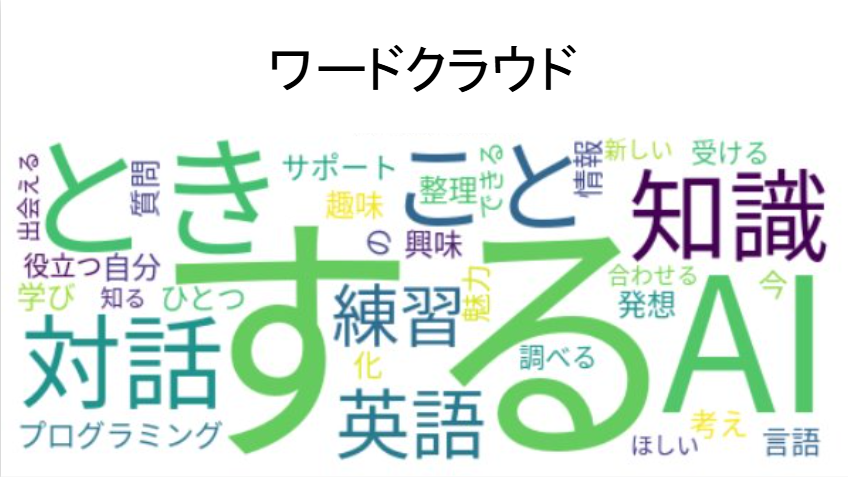 ワードクラウド
出会える
とき
質問
サポート
趣味
こと
整理
できる
情報
新しい
受ける
知識
役立つ
自分
の
興味
学び
知る
ひとつ
する
練習
魅力
合わせる
発想
今
AI
対話
化
調べる
英語
プログラミング
考え
ほしい
言語